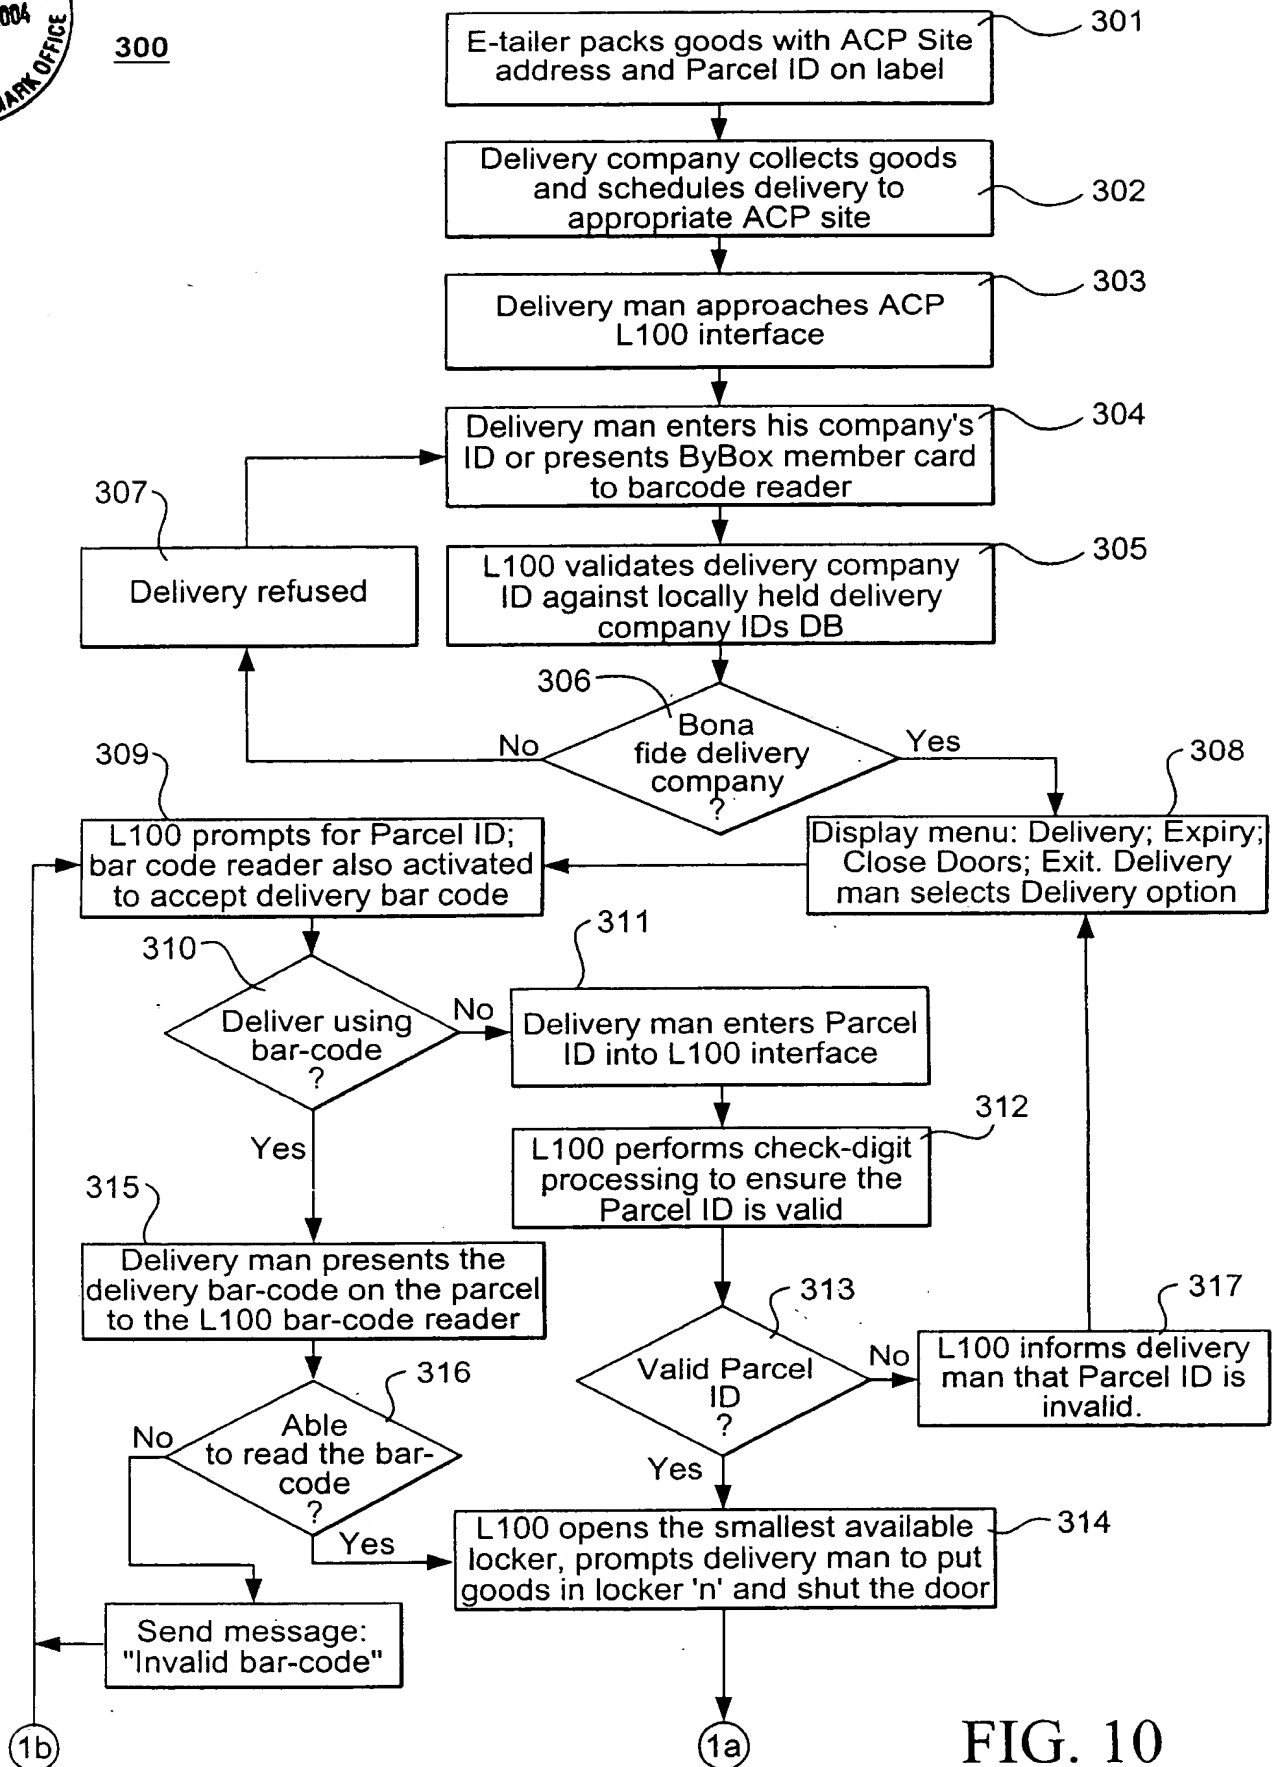 004
ARK OFFICE
300
301
E-tailer packs goods with ACP Site
address and Parcel ID on label
Delivery company collects goods
and schedules delivery to
appropriate ACP site
302
303
Delivery man approaches ACP
L100 interface
304
Delivery man enters his company's
ID or presents ByBox member card
to barcode reader
307
Delivery refused
305
L100 validates delivery company
ID against locally held delivery
company IDs DB
306
Bona
fide delivery
company
?
No
Yes
308
309
L100 prompts for Parcel ID;
bar code reader also activated
to accept delivery bar code
Display menu: Delivery; Expiry;
Close Doors; Exit. Delivery
man selects Delivery option
310
Deliver using
bar-code
?
No
311
Delivery man enters Parcel
ID into L100 interface
Yes
312
L100 performs check-digit
processing to ensure the
Parcel ID is valid
315
Delivery man presents the
delivery bar-code on the parcel
to the L100 bar-code reader
313
Valid Parcel
ID
?
No
317
L100 informs delivery
man that Parcel ID is
invalid.
316
Able
to read the bar-
code
?
No
Yes
Yes
314
L100 opens the smallest available
locker, prompts delivery man to put
goods in locker 'n' and shut the door
Send message:
"Invalid bar-code"
1b
1a
FIG. 10